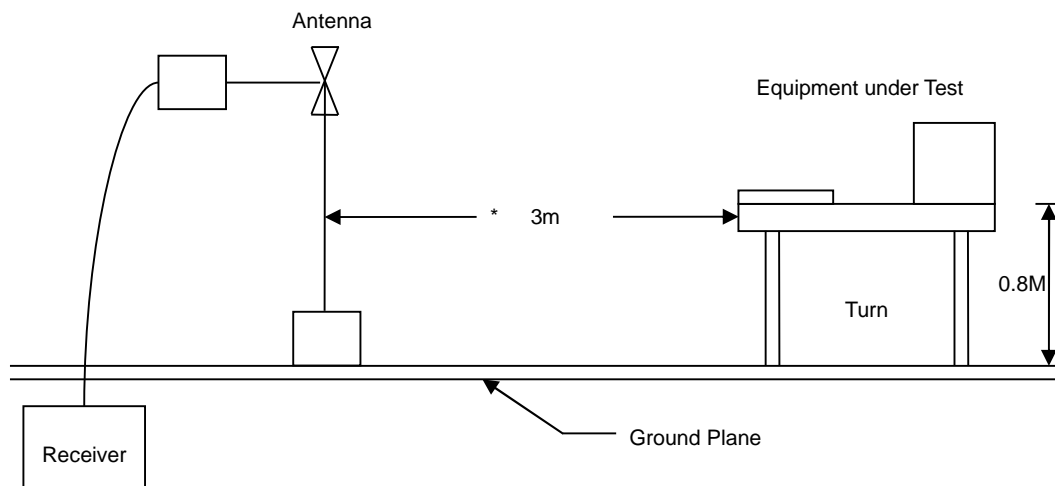 Antenna
Equipment under Test
* 3m
0.8M
Turn
Ground Plane
Receiver